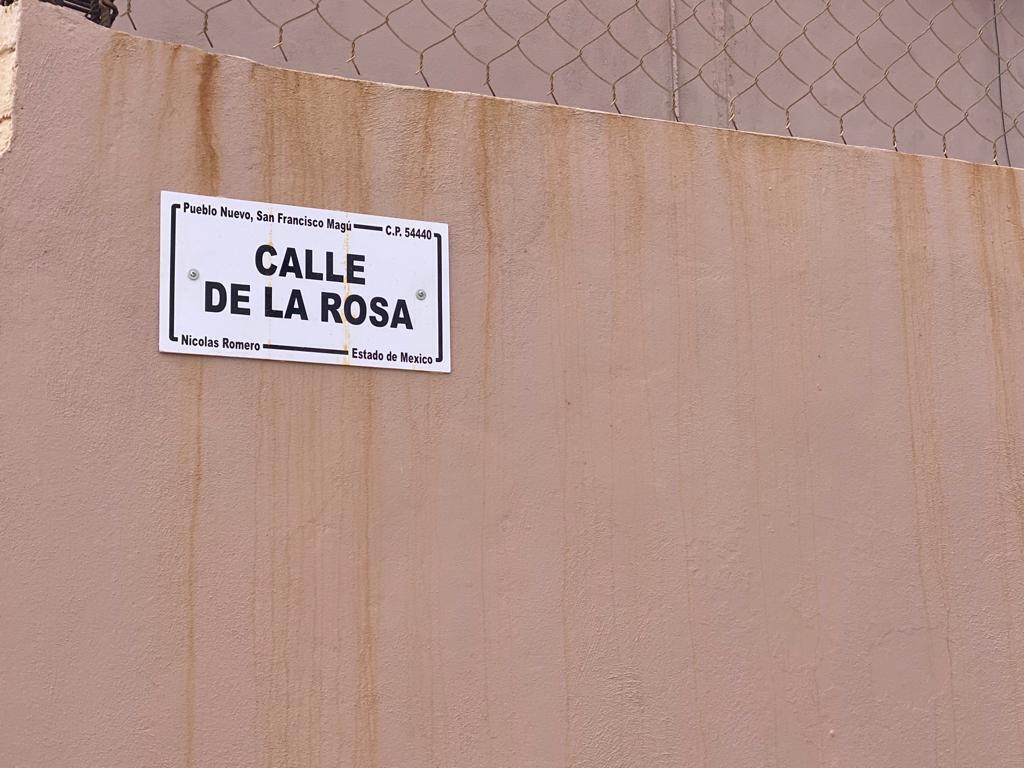 Pueblo Nuevo, San Francisco Magú C.P. 54440
CALLE
DE LA ROSA
Nicolas Romero Estado de Mexico